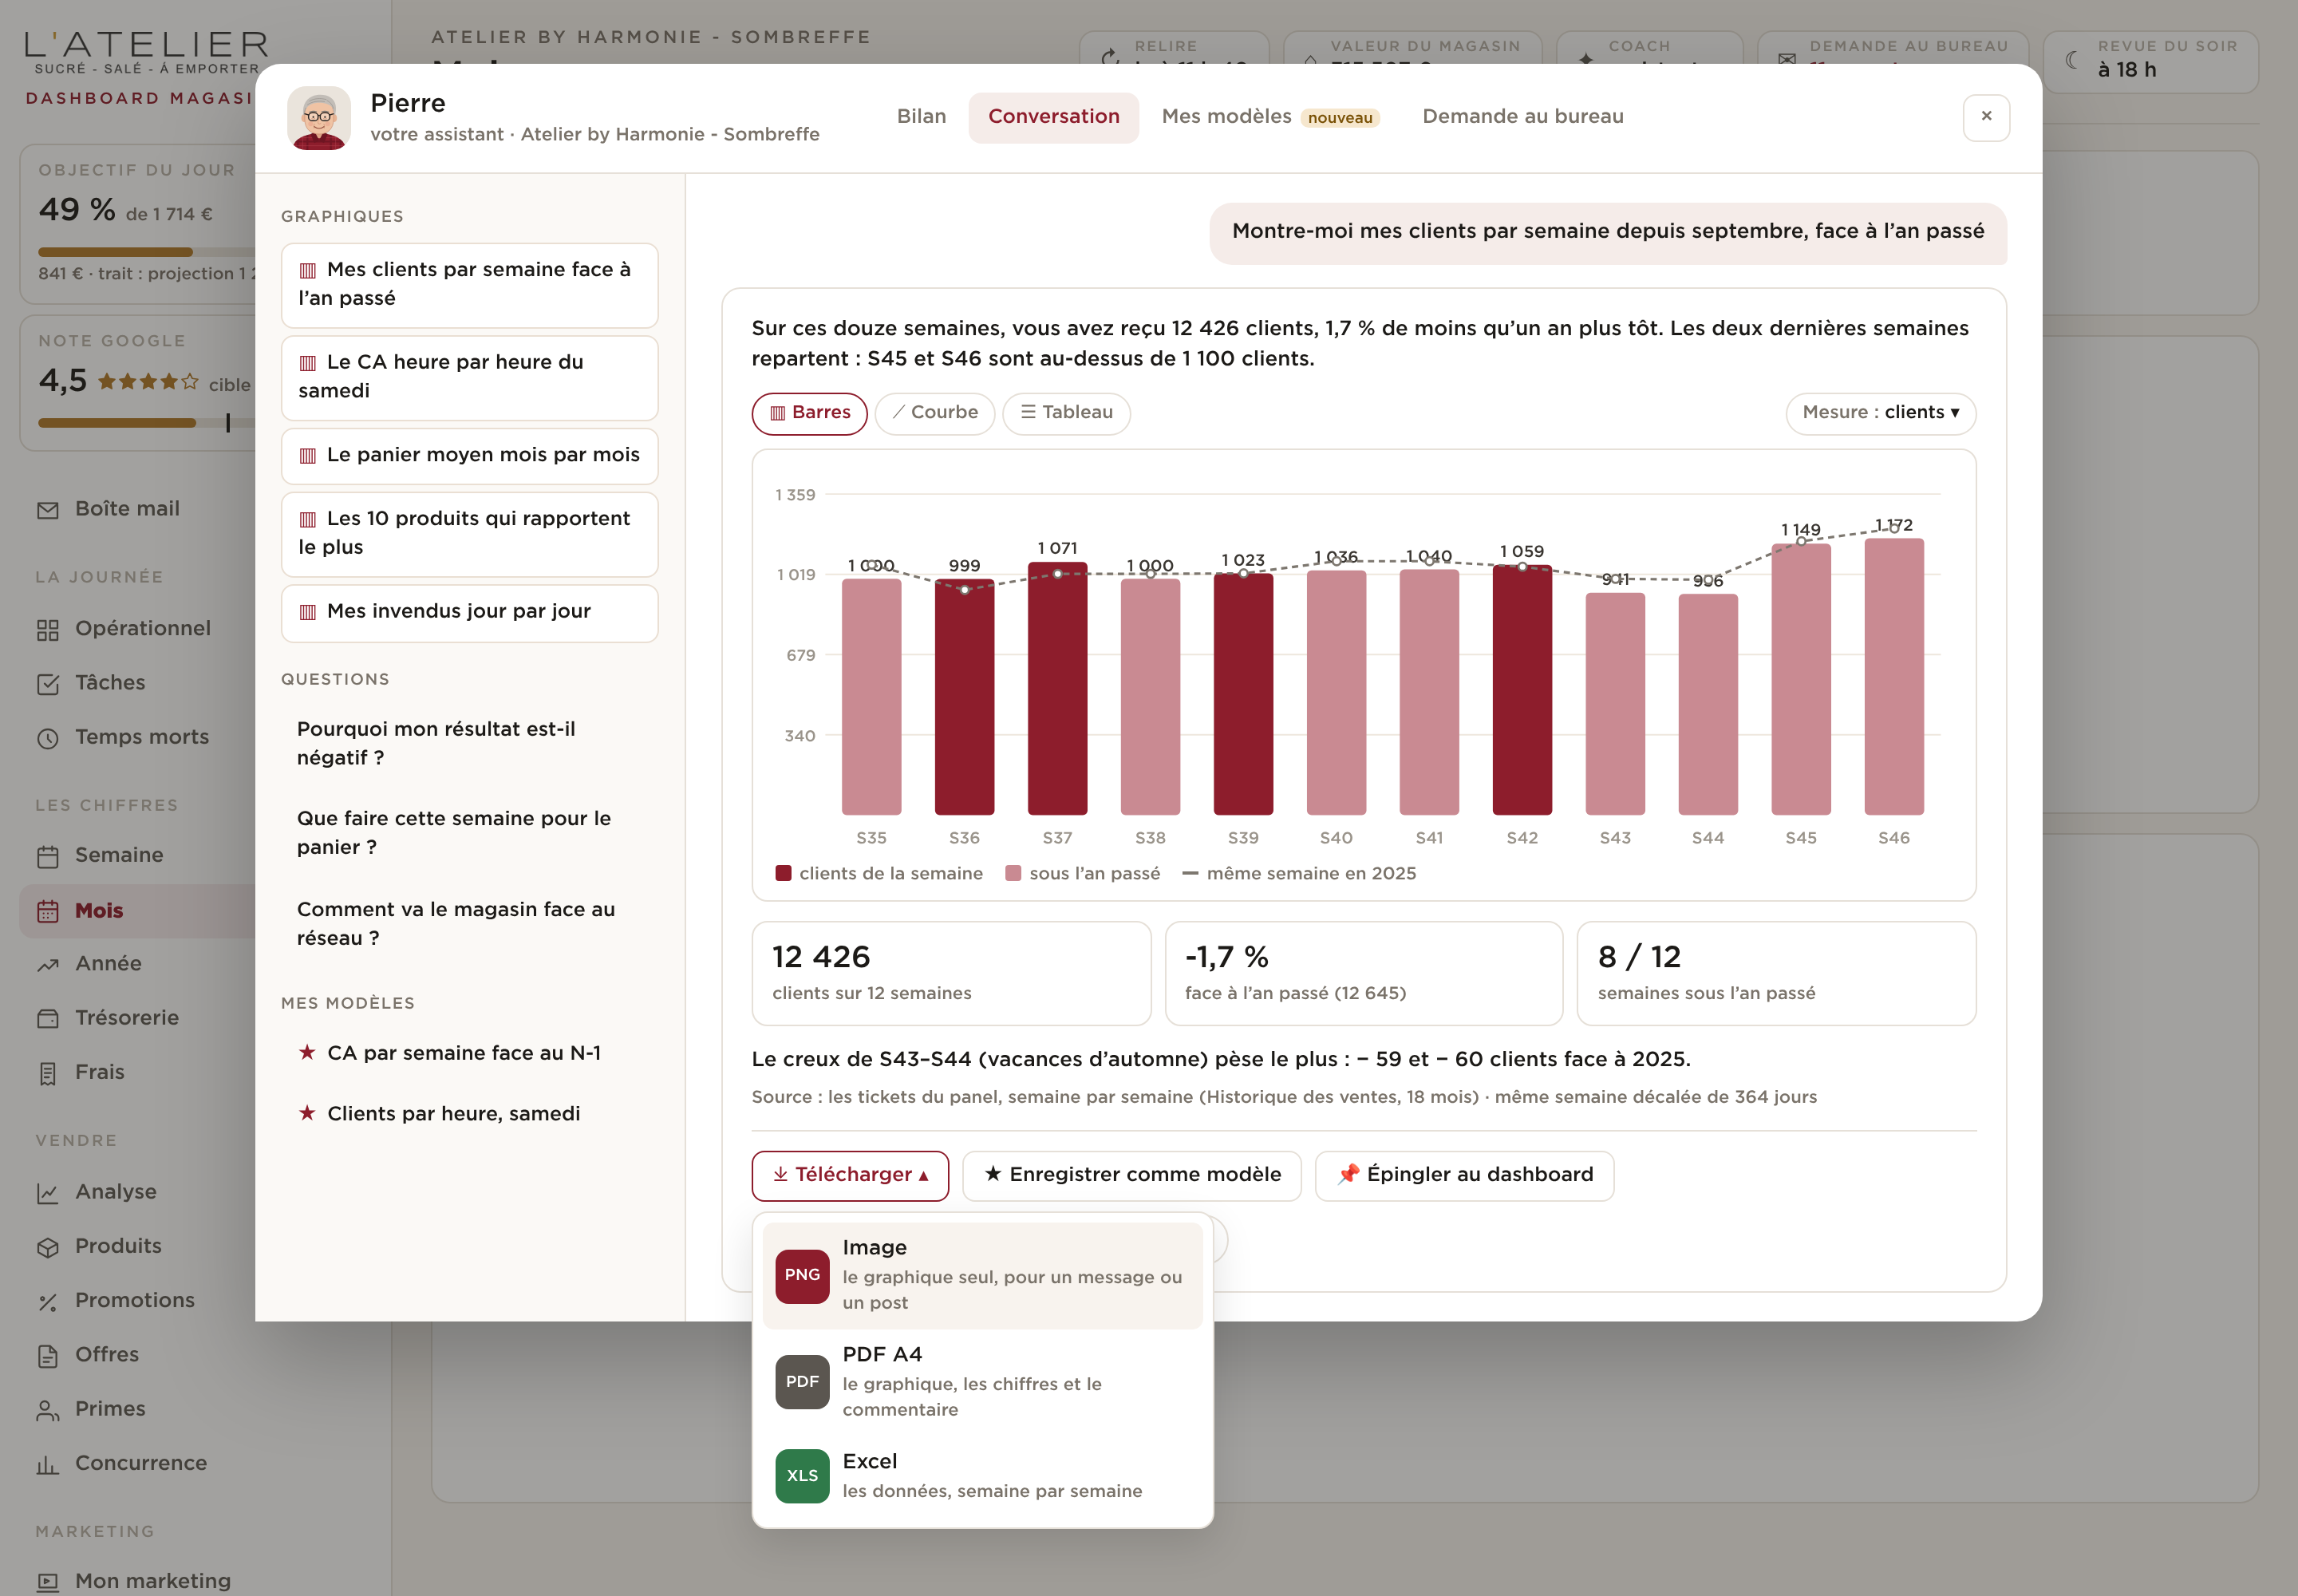 L'ATELIER
SUCRÉ - SALÉ - À EMPORTER
DASHBOARD MAGASI
OBJECTIF DU JOUR
49 % de 1 714 €
841 € · trait : projection 1 2
NOTE GOOGLE
4,5 ★★★★☆ cible
Boîte mail
LA JOURNÉE
Opérationnel
Tâches
Temps morts
LES CHIFFRES
Semaine
Mois
Année
Trésorerie
Frais
VENDRE
Analyse
Produits
Promotions
Offres
Primes
Concurrence
MARKETING
Mon marketing
ATELIER BY HARMONIE - SOMBREFFE
RELIRE
VALEUR DU MAGASIN
COACH
DEMANDE AU BUREAU
REVUE DU SOIR
à 18 h
Pierre
votre assistant · Atelier by Harmonie - Sombreffe
Bilan
Conversation
Mes modèles nouveau
Demande au bureau
×
GRAPHIQUES
Mes clients par semaine face à
l’an passé
Le CA heure par heure du
samedi
Le panier moyen mois par mois
Les 10 produits qui rapportent
le plus
Mes invendus jour par jour
QUESTIONS
Pourquoi mon résultat est-il
négatif ?
Que faire cette semaine pour le
panier ?
Comment va le magasin face au
réseau ?
MES MODÈLES
★ CA par semaine face au N-1
★ Clients par heure, samedi
Montre-moi mes clients par semaine depuis septembre, face à l’an passé
Sur ces douze semaines, vous avez reçu 12 426 clients, 1,7 % de moins qu’un an plus tôt. Les deux dernières semaines
repartent : S45 et S46 sont au-dessus de 1 100 clients.
Barres
Courbe
Tableau
Mesure : clients ▾
1 359
1 019
679
340
1 000
999
1 071
1 000
1 023
1 036
1 040
1 059
941
936
1 149
1 172
S35
S36
S37
S38
S39
S40
S41
S42
S43
S44
S45
S46
clients de la semaine
sous l’an passé
même semaine en 2025
12 426
clients sur 12 semaines
-1,7 %
face à l’an passé (12 645)
8 / 12
semaines sous l’an passé
Le creux de S43–S44 (vacances d’automne) pèse le plus : − 59 et − 60 clients face à 2025.
Source : les tickets du panel, semaine par semaine (Historique des ventes, 18 mois) · même semaine décalée de 364 jours
Télécharger ▴
★ Enregistrer comme modèle
📌 Épingler au dashboard
PNG
Image
le graphique seul, pour un message ou
un post
PDF
PDF A4
le graphique, les chiffres et le
commentaire
XLS
Excel
les données, semaine par semaine